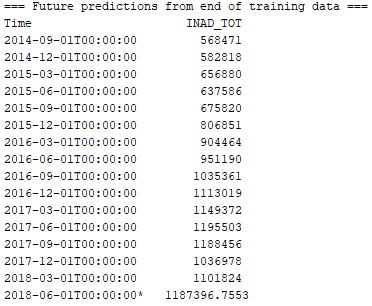 === Future predictions from end of training data ===
Time                      INAD_TOT
2014-09-01T00:00:00         568471
2014-12-01T00:00:00         582818
2015-03-01T00:00:00         656880
2015-06-01T00:00:00         637586
2015-09-01T00:00:00         675820
2015-12-01T00:00:00         806851
2016-03-01T00:00:00         904464
2016-06-01T00:00:00         951190
2016-09-01T00:00:00        1035361
2016-12-01T00:00:00        1113019
2017-03-01T00:00:00        1149372
2017-06-01T00:00:00        1195503
2017-09-01T00:00:00        1188456
2017-12-01T00:00:00        1036978
2018-03-01T00:00:00        1101824
2018-06-01T00:00:00*  1187396.7553